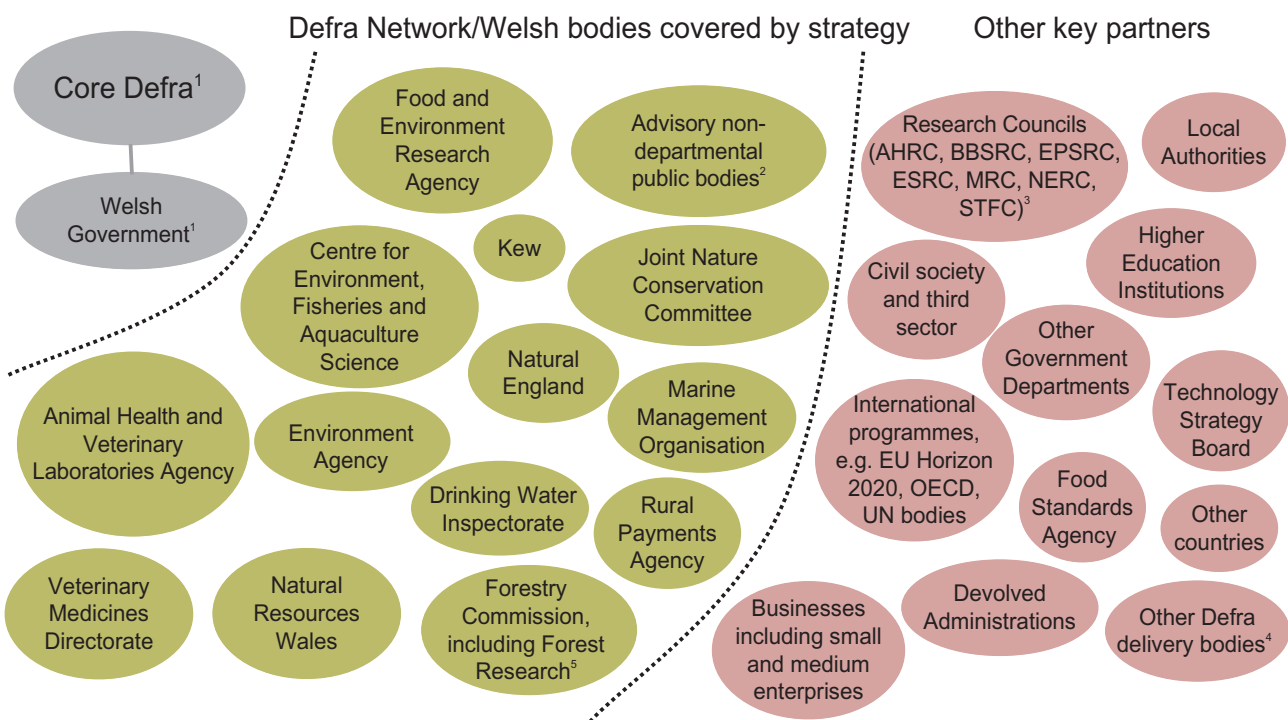 Defra Network/Welsh bodies covered by strategy
Other key partners
Core Defra¹
Welsh
Government¹
Food and
Environment
Research
Agency
Advisory non-
departmental
public bodies²
Kew
Centre for
Environment,
Fisheries and
Aquaculture
Science
Joint Nature
Conservation
Committee
Natural
England
Marine
Management
Organisation
Animal Health and
Veterinary
Laboratories Agency
Environment
Agency
Drinking Water
Inspectorate
Rural
Payments
Agency
Veterinary
Medicines
Directorate
Natural
Resources
Wales
Forestry
Commission,
including Forest
Research⁵
Research Councils
(AHRC, BBSRC, EPSRC,
ESRC, MRC, NERC,
STFC)³
Local
Authorities
Civil society
and third
sector
Higher
Education
Institutions
Other
Government
Departments
Technology
Strategy
Board
International
programmes,
e.g. EU Horizon
2020, OECD,
UN bodies
Food
Standards
Agency
Other
countries
Businesses
including small
and medium
enterprises
Devolved
Administrations
Other Defra
delivery bodies⁴